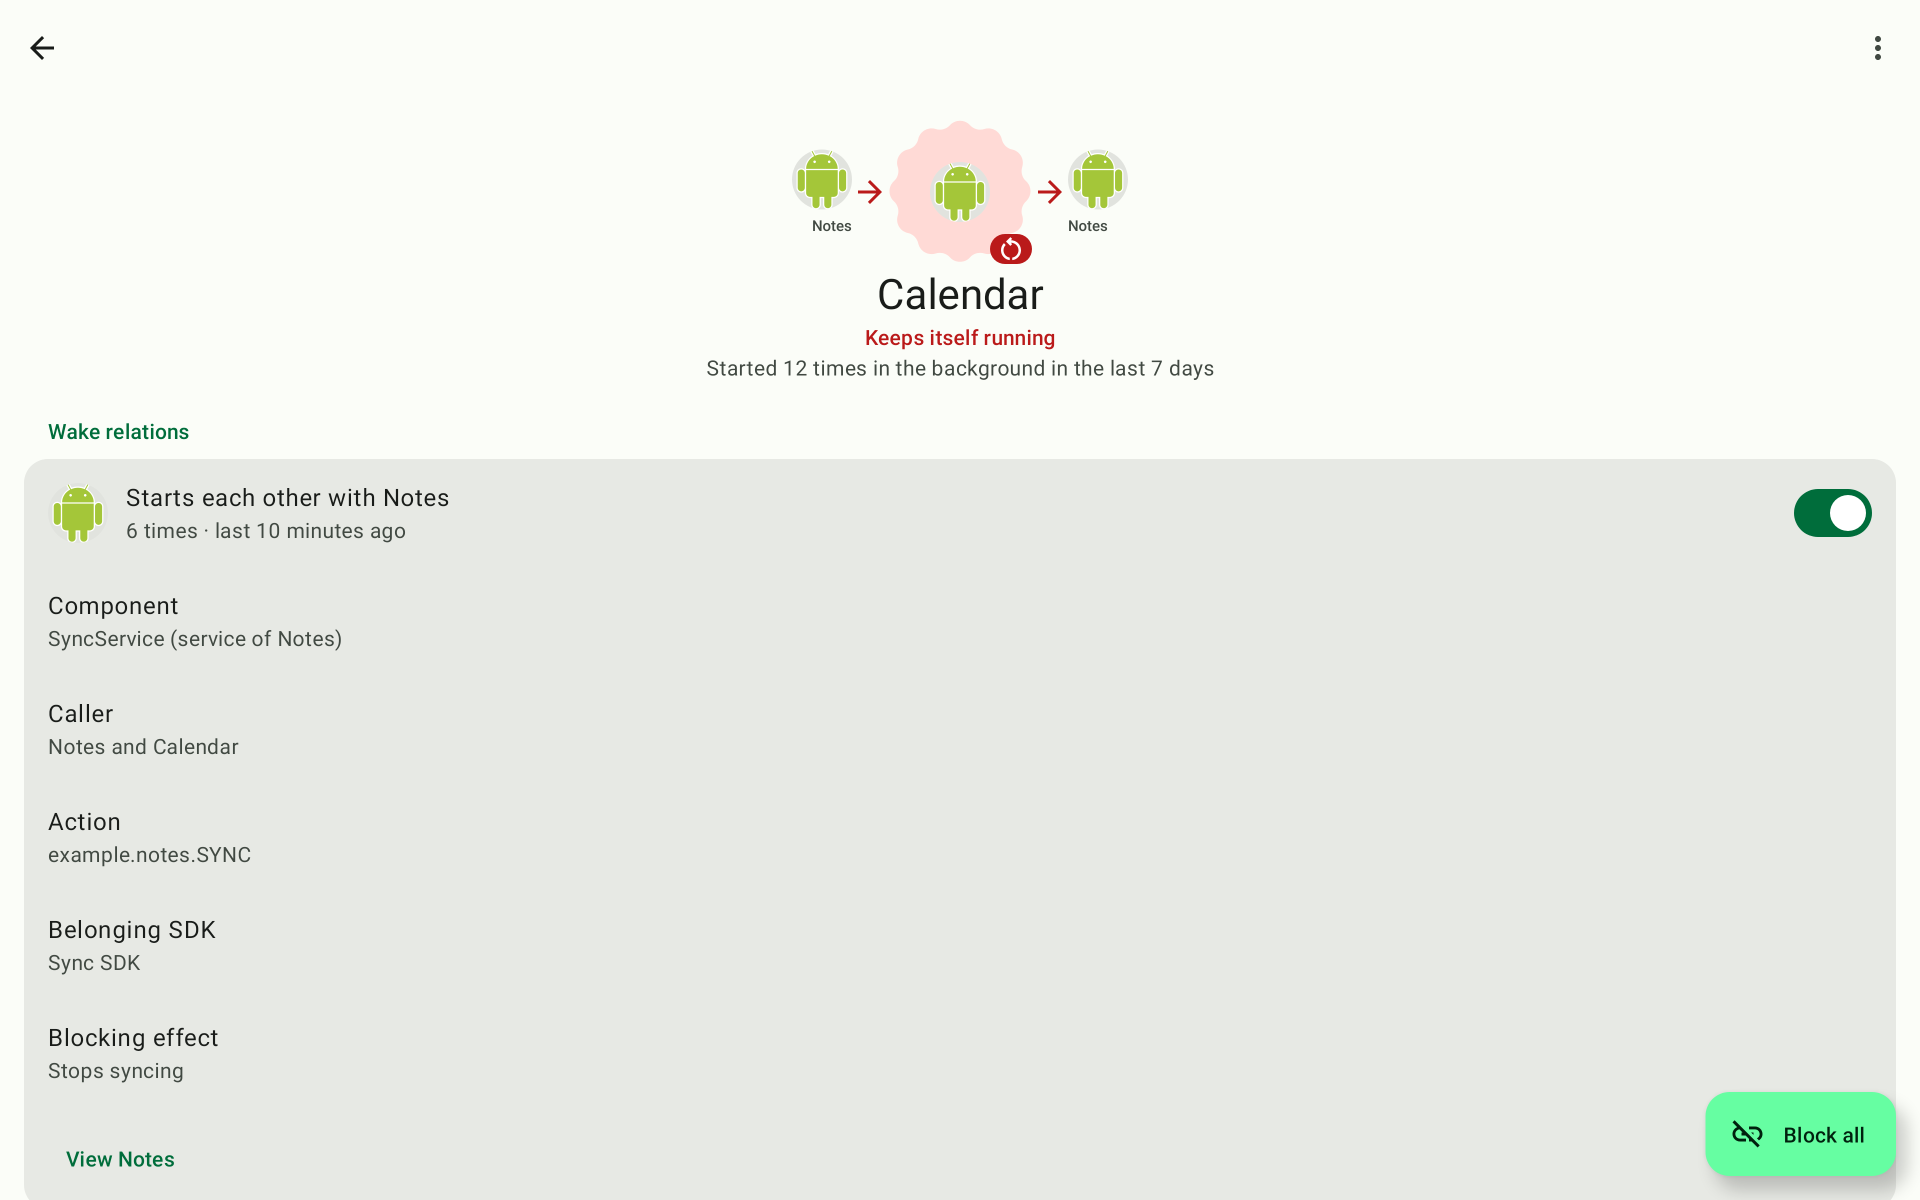 Notes
Notes
Calendar
Keeps itself running
Started 12 times in the background in the last 7 days
Wake relations
Starts each other with Notes
6 times · last 10 minutes ago
Component
SyncService (service of Notes)
Caller
Notes and Calendar
Action
example.notes.SYNC
Belonging SDK
Sync SDK
Blocking effect
Stops syncing
View Notes
Block all